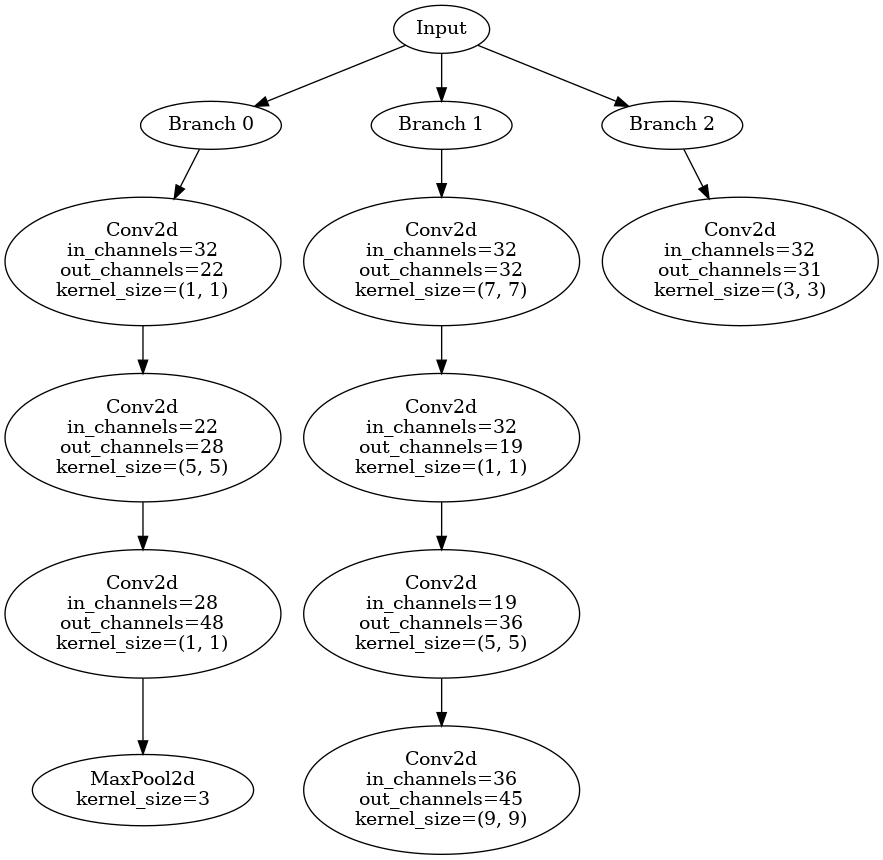 Input
Branch 0
Branch 1
Branch 2
Conv2d
in_channels=32
out_channels=22
kernel_size=(1, 1)
Conv2d
in_channels=32
out_channels=32
kernel_size=(7, 7)
Conv2d
in_channels=32
out_channels=31
kernel_size=(3, 3)
Conv2d
in_channels=22
out_channels=28
kernel_size=(5, 5)
Conv2d
in_channels=32
out_channels=19
kernel_size=(1, 1)
Conv2d
in_channels=28
out_channels=48
kernel_size=(1, 1)
Conv2d
in_channels=19
out_channels=36
kernel_size=(5, 5)
MaxPool2d
kernel_size=3
Conv2d
in_channels=36
out_channels=45
kernel_size=(9, 9)